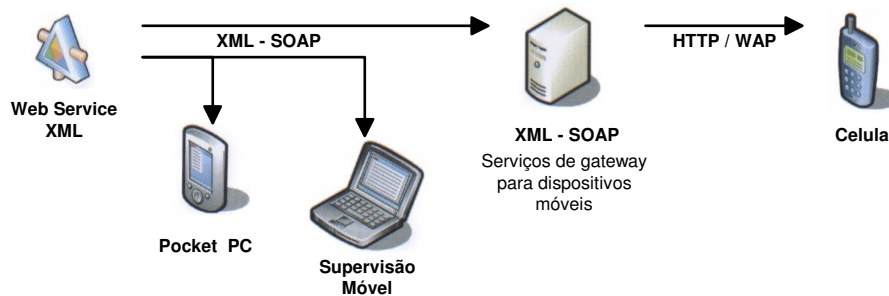 XML - SOAP
HTTP / WAP
Web Service
XML
XML - SOAP
Serviços de gateway
para dispositivos
móveis
Celula
Pocket PC
Supervisão
Móvel